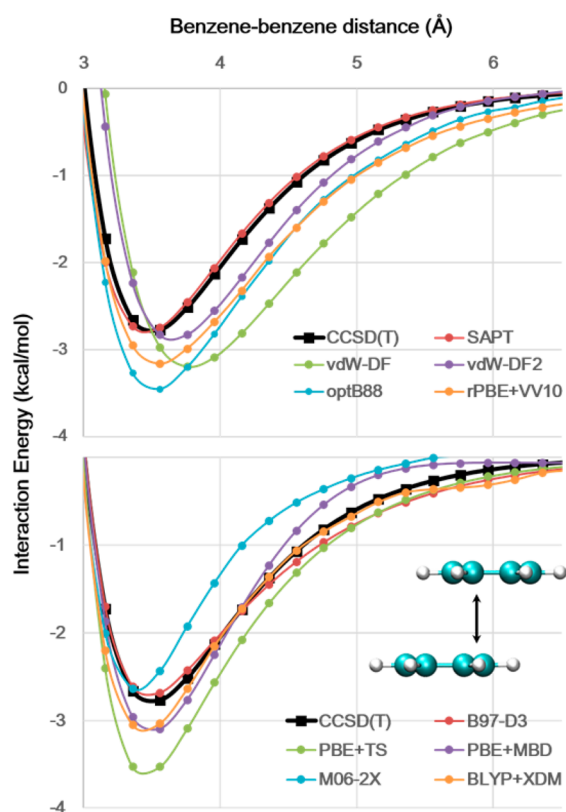 Benzene-benzene distance (Å)
3 4 5 6
0
-1
-2
-3
-4
CCSD(T) SAPT
vdW-DF vdW-DF2
optB88 rPBE+VV10
Interaction Energy (kcal/mol)
-1
-2
-3
-4
CCSD(T) B97-D3
PBE+TS PBE+MBD
M06-2X BLYP+XDM